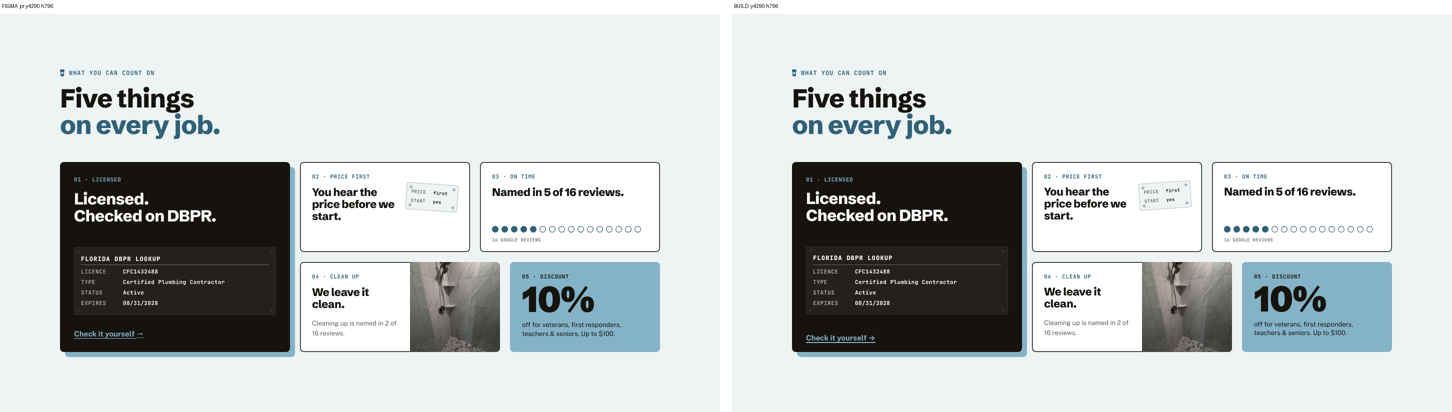 FIGMA pry4290 h796
WHAT YOU CAN COUNT ON
Five things
on every job.
01 · LICENSED
Licensed.
Checked on DBPR.
FLORIDA DBPR LOOKUP
LICENCE CFC1432488
TYPE Certified Plumbing Contractor
STATUS Active
EXPIRES 08/31/2028
Check it yourself →
02 · PRICE FIRST
You hear the
price before we
start.
PRICE first
START yes
03 · ON TIME
Named in 5 of 16 reviews.
16 GOOGLE REVIEWS
04 · CLEAN UP
We leave it
clean.
Cleaning up is named in 2 of
16 reviews.
05 · DISCOUNT
10%
off for veterans, first responders,
teachers & seniors. Up to $100.
BUILD y4290 h796
WHAT YOU CAN COUNT ON
Five things
on every job.
01 · LICENSED
Licensed.
Checked on DBPR.
FLORIDA DBPR LOOKUP
LICENCE CFC1432488
TYPE Certified Plumbing Contractor
STATUS Active
EXPIRES 08/31/2028
Check it yourself →
02 · PRICE FIRST
You hear the
price before we
start.
PRICE first
START yes
03 · ON TIME
Named in 5 of 16 reviews.
16 GOOGLE REVIEWS
04 · CLEAN UP
We leave it
clean.
Cleaning up is named in 2 of
16 reviews.
05 · DISCOUNT
10%
off for veterans, first responders,
teachers & seniors. Up to $100.